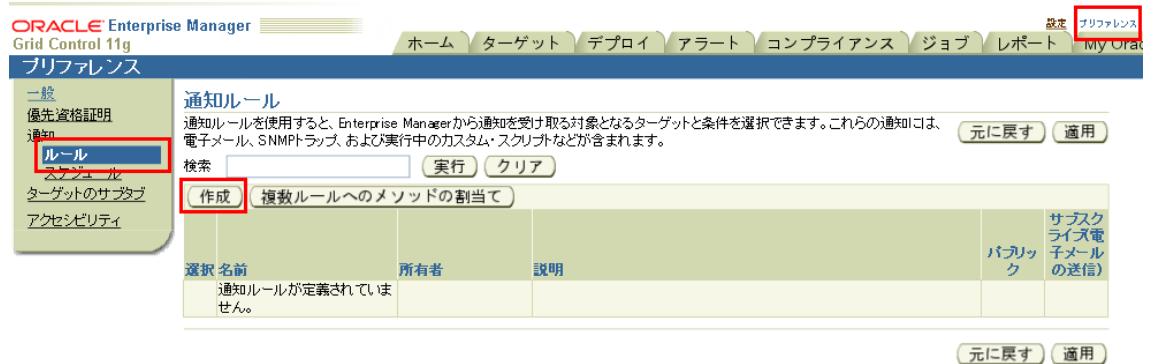 ORACLE Enterprise Manager
Grid Control 11g
設定 プリファレンス
ホーム ターゲット デプロイ アラート コンプライアンス ジョブ レポート My Orac
プリファレンス
一般
優先資格証明
通知
ルール
スケジュール
ターゲットのサブタブ
アクセシビリティ
通知ルール
通知ルールを使用すると、Enterprise Managerから通知を受け取る対象となるターゲットと条件を選択できます。これらの通知には、
電子メール、SNMPトラップ、および実行中のカスタム・スクリプトなどが含まれます。
元に戻す 適用
検索 実行 クリア
作成 複数ルールへのメソッドの割当て
選択 名前 所有者 説明 パブリッ
ク サブスク
ライブ(電
子メール
の送信)
通知ルールが定義されていま
せん。
元に戻す 適用